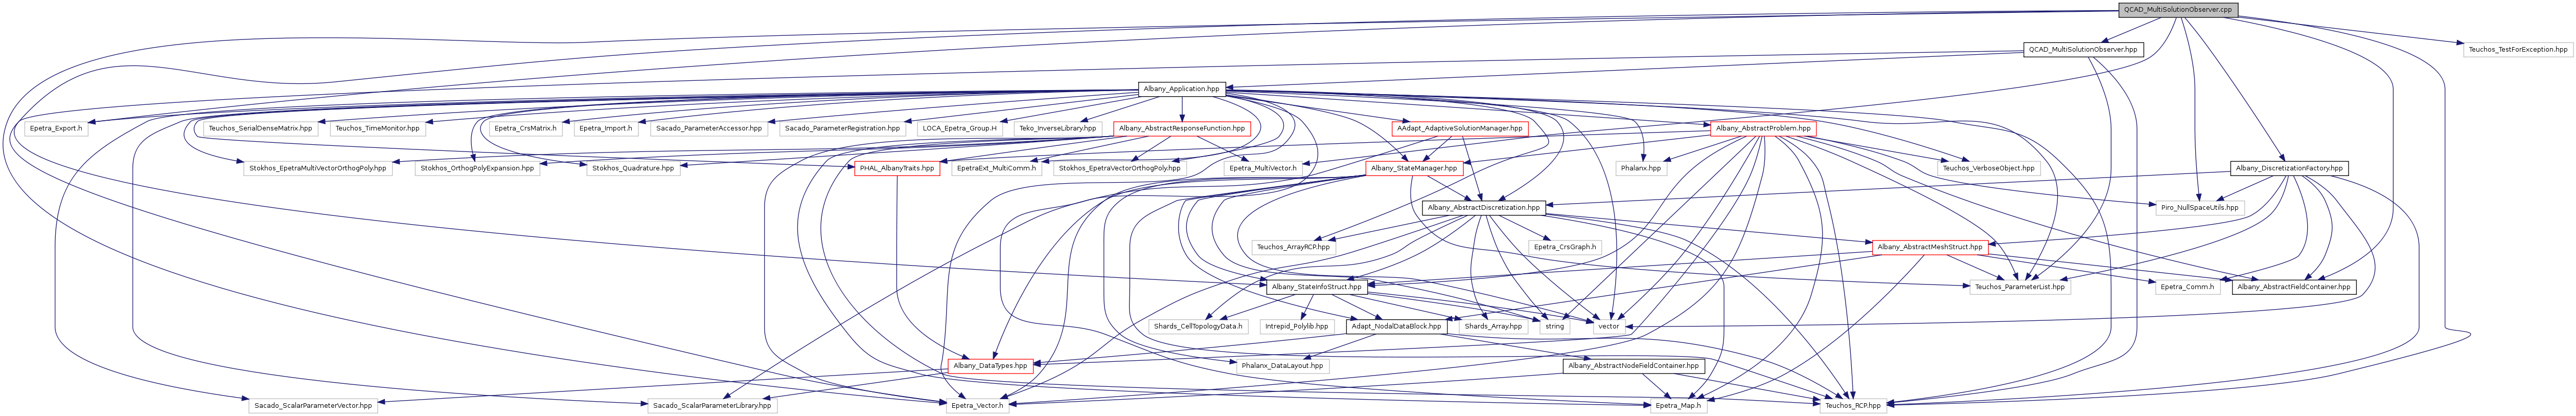 QCAD_MultiSolutionObserver.cpp
QCAD_MultiSolutionObserver.hpp
Teuchos_TestForException.hpp
Albany_Application.hpp
Epetra_Export.h
Teuchos_SerialDenseMatrix.hpp
Teuchos_TimeMonitor.hpp
Epetra_CrsMatrix.h
Epetra_Import.h
Sacado_ParameterAccessor.hpp
Sacado_ParameterRegistration.hpp
LOCA_Epetra_Group.H
Teko_InverseLibrary.hpp
Albany_AbstractResponseFunction.hpp
AAdapt_AdaptiveSolutionManager.hpp
Albany_AbstractProblem.hpp
Stokhos_EpetraMultiVectorOrthogPoly.hpp
Stokhos_OrthogPolyExpansion.hpp
Stokhos_Quadrature.hpp
PHAL_AlbanyTraits.hpp
EpetraExt_MultiComm.h
Stokhos_EpetraVectorOrthogPoly.hpp
Epetra_MultiVector.h
Albany_StateManager.hpp
Phalanx.hpp
Teuchos_VerboseObject.hpp
Albany_DiscretizationFactory.hpp
Albany_AbstractDiscretization.hpp
Piro_NullSpaceUtils.hpp
Teuchos_ArrayRCP.hpp
Epetra_CrsGraph.h
Albany_AbstractMeshStruct.hpp
Albany_StateInfoStruct.hpp
Teuchos_ParameterList.hpp
Epetra_Comm.h
Albany_AbstractFieldContainer.hpp
Shards_CellTopologyData.h
Intrepid_Polylib.hpp
Adapt_NodalDataBlock.hpp
Shards_Array.hpp
string
vector
Albany_DataTypes.hpp
Phalanx_DataLayout.hpp
Albany_AbstractNodeFieldContainer.hpp
Sacado_ScalarParameterVector.hpp
Sacado_ScalarParameterLibrary.hpp
Epetra_Vector.h
Epetra_Map.h
Teuchos_RCP.hpp